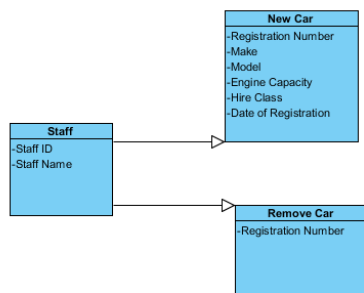 New Car
-Registration Number
-Make
-Model
-Engine Capacity
-Hire Class
-Date of Registration
Staff
-Staff ID
-Staff Name
Remove Car
-Registration Number